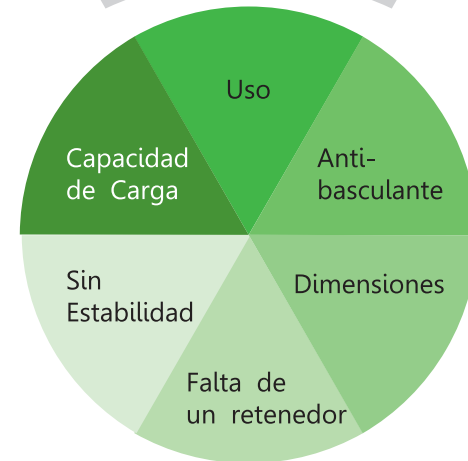 Uso
Anti-
basculante
Dimensiones
Falta de
un retenedor
Sin
Estabilidad
Capacidad
de Carga